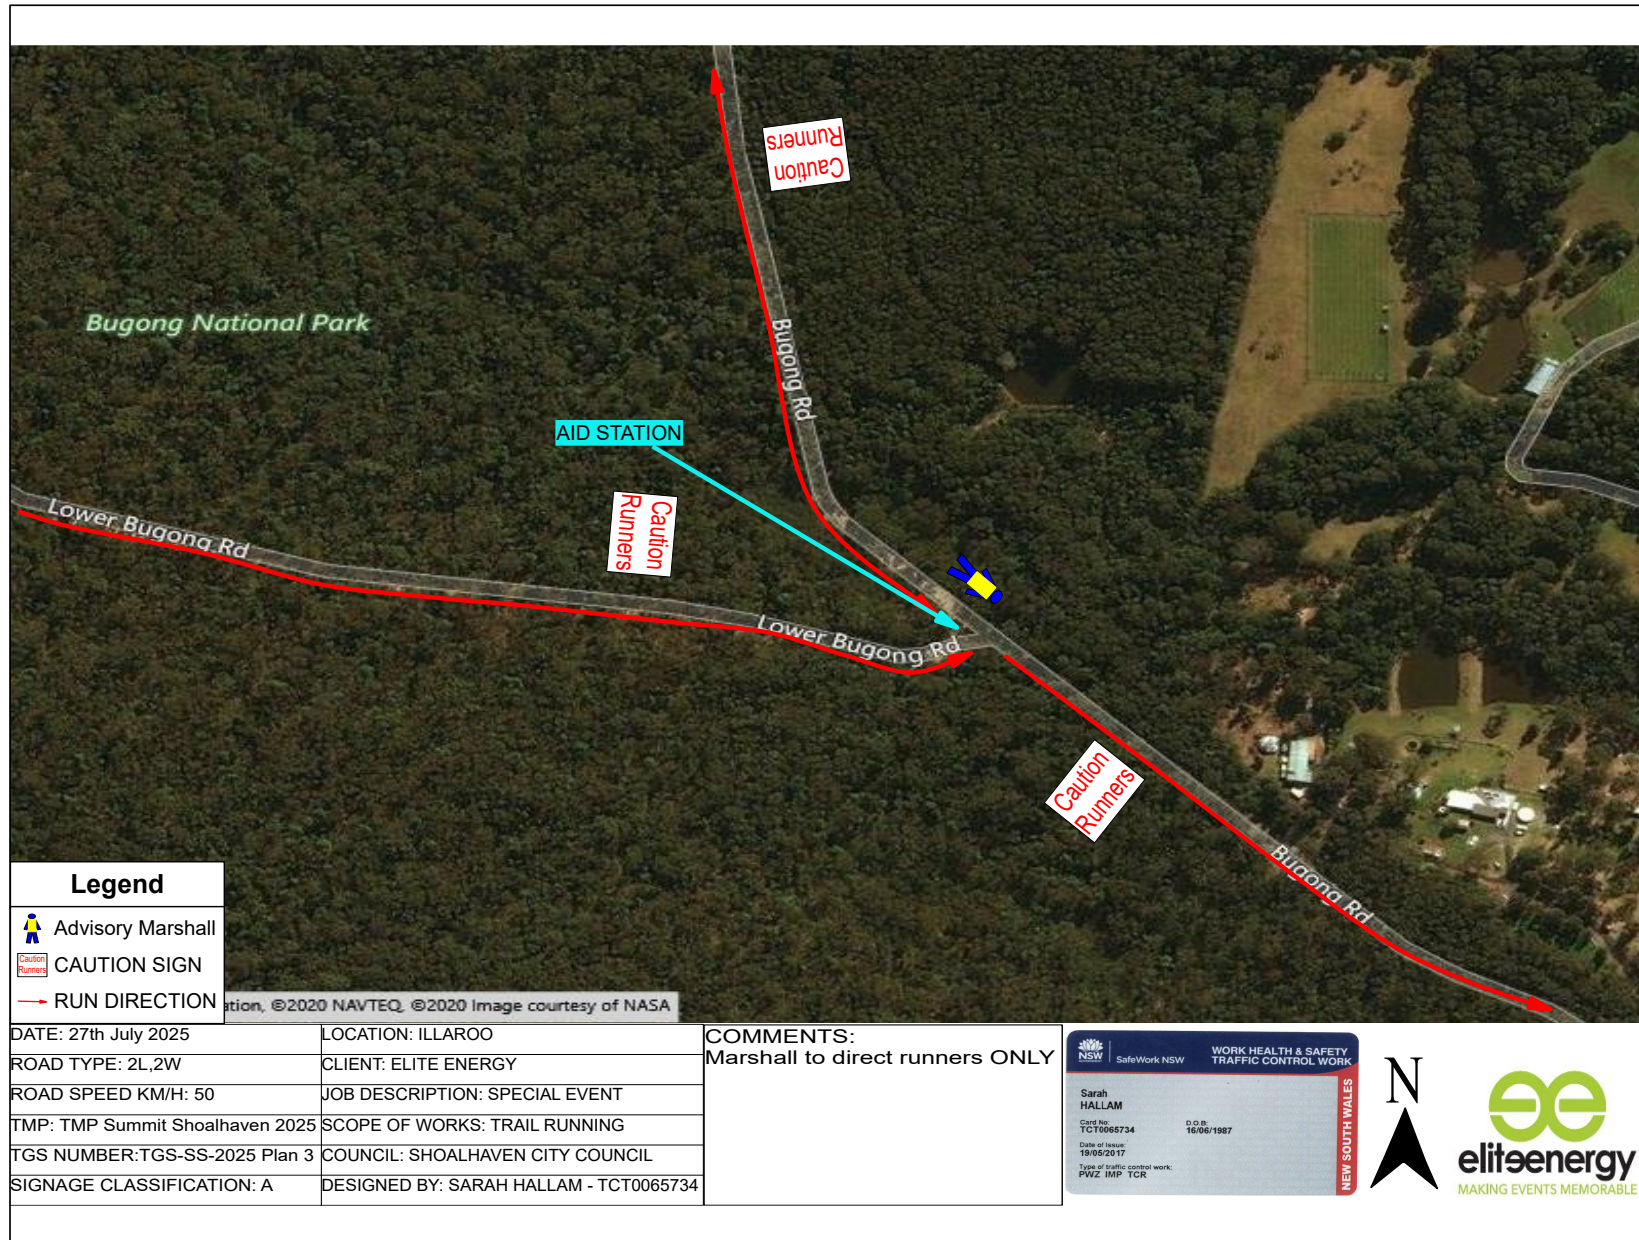 Caution
Runners
Bugong National Park
Bugong Rd
AID STATION
Caution
Runners
Lower Bugong Rd
Lower Bugong Rd
Caution
Runners
Bugong Rd
Legend
Advisory Marshall
Caution
Runners
CAUTION SIGN
RUN DIRECTION
ation, ©2020 NAVTEQ, ©2020 Image courtesy of NASA
DATE: 27th July 2025
ROAD TYPE: 2L,2W
ROAD SPEED KM/H: 50
TMP: TMP Summit Shoalhaven 2025
TGS NUMBER:TGS-SS-2025 Plan 3
SIGNAGE CLASSIFICATION: A
LOCATION: ILLAROO
CLIENT: ELITE ENERGY
JOB DESCRIPTION: SPECIAL EVENT
SCOPE OF WORKS: TRAIL RUNNING
COUNCIL: SHOALHAVEN CITY COUNCIL
DESIGNED BY: SARAH HALLAM - TCT0065734
COMMENTS:
Marshall to direct runners ONLY
NSW
SafeWork NSW
WORK HEALTH & SAFETY
TRAFFIC CONTROL WORK
Sarah
HALLAM
Card No:
TCT0065734
D.O.B:
16/06/1987
Date of Issue:
19/05/2017
Type of traffic control work:
PWZ IMP TCR
NEW SOUTH WALES
N
eliteenergy
MAKING EVENTS MEMORABLE